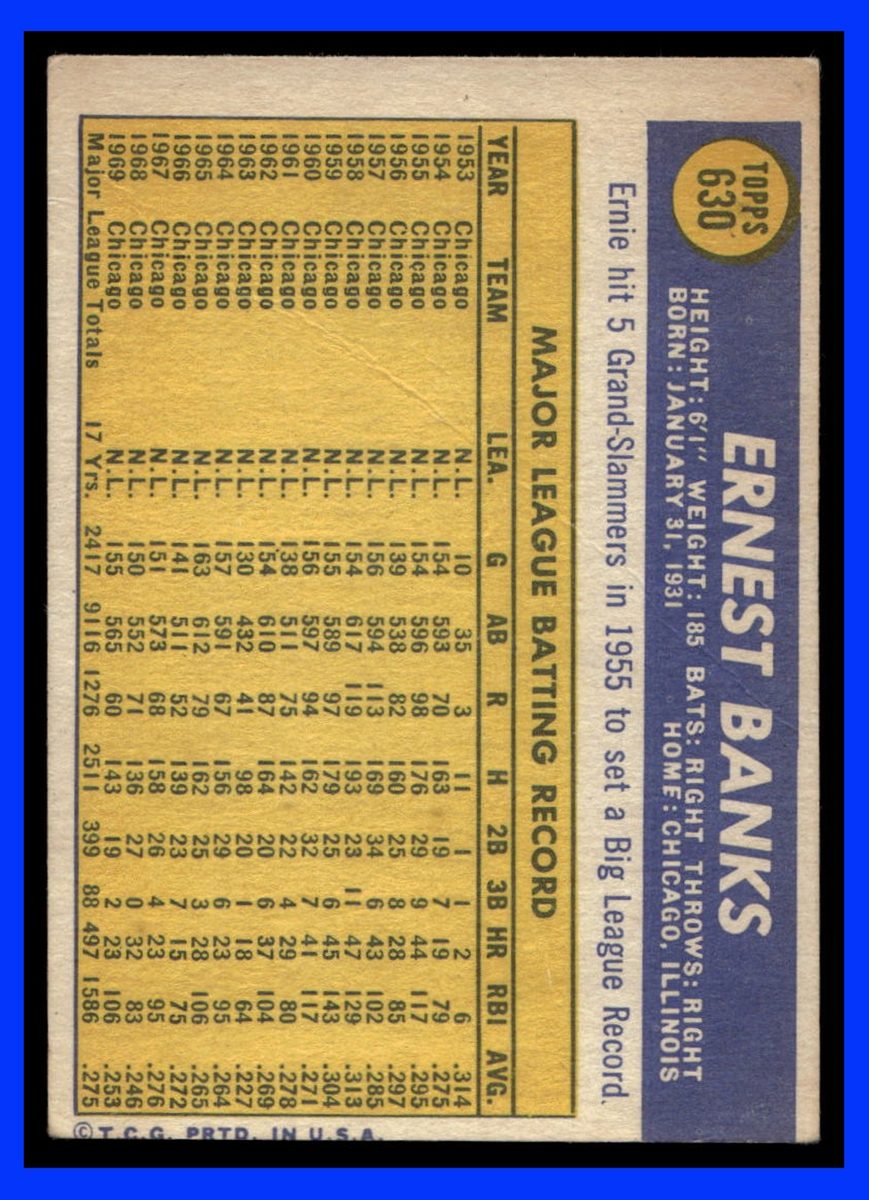 TOPPS
630
ERNEST BANKS
HEIGHT: 6'1" WEIGHT: 185 BATS: RIGHT THROWS: RIGHT
BORN: JANUARY 31, 1931 HOME: CHICAGO, ILLINOIS
Ernie hit 5 Grand-Slammers in 1955 to set a Big League Record.
MAJOR LEAGUE BATTING RECORD
YEAR TEAM LEA. G AB R H 2B 3B HR RBI AVG.
1953 Chicago N.L. 10 35 3 11 1 1 2 6 .314
1954 Chicago N.L. 154 593 70 163 19 7 19 79 .275
1955 Chicago N.L. 154 596 98 176 29 9 44 117 .295
1956 Chicago N.L. 139 538 82 160 25 8 28 85 .297
1957 Chicago N.L. 156 594 113 169 34 6 43 102 .285
1958 Chicago N.L. 154 617 119 193 23 11 47 129 .313
1959 Chicago N.L. 155 589 97 179 25 6 45 143 .304
1960 Chicago N.L. 156 597 94 162 32 7 41 117 .271
1961 Chicago N.L. 138 511 75 142 22 4 29 80 .278
1962 Chicago N.L. 154 610 87 164 20 6 37 104 .269
1963 Chicago N.L. 130 432 41 98 20 1 18 64 .227
1964 Chicago N.L. 157 591 67 156 29 6 23 95 .264
1965 Chicago N.L. 163 612 79 162 25 3 28 106 .265
1966 Chicago N.L. 141 511 52 139 23 7 15 75 .272
1967 Chicago N.L. 151 573 68 158 26 4 23 95 .276
1968 Chicago N.L. 150 552 71 136 27 0 32 83 .246
1969 Chicago N.L. 155 565 60 143 19 2 23 106 .253
Major League Totals 17 Yrs. 2417 9116 1276 2511 399 88 497 1586 .275
© T.C.G. PRTD. IN U.S.A.